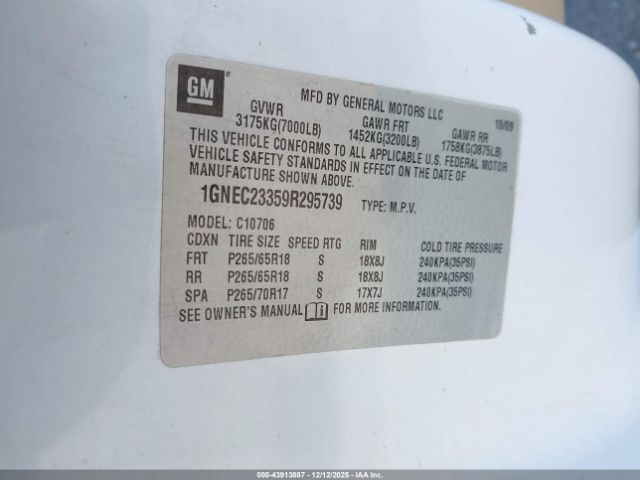 GM
MFD BY GENERAL MOTORS LLC 10/09
GVWR GAWR FRT GAWR RR
3175KG(7000LB) 1452KG(3200LB) 1758KG(3875LB)
THIS VEHICLE CONFORMS TO ALL APPLICABLE U.S. FEDERAL MOTOR
VEHICLE SAFETY STANDARDS IN EFFECT ON THE DATE OF
MANUFACTURE SHOWN ABOVE.
1GNEC23359R295739 TYPE: M.P.V.
MODEL: C10706
CDXN TIRE SIZE SPEED RTG RIM COLD TIRE PRESSURE
FRT P265/65R18 S 18X8J 240KPA(35PSI)
RR P265/65R18 S 18X8J 240KPA(35PSI)
SPA P265/70R17 S 17X7J 240KPA(35PSI)
SEE OWNER'S MANUAL i FOR MORE INFORMATION.
000-43913887 - 12/12/2025 - IAA Inc.